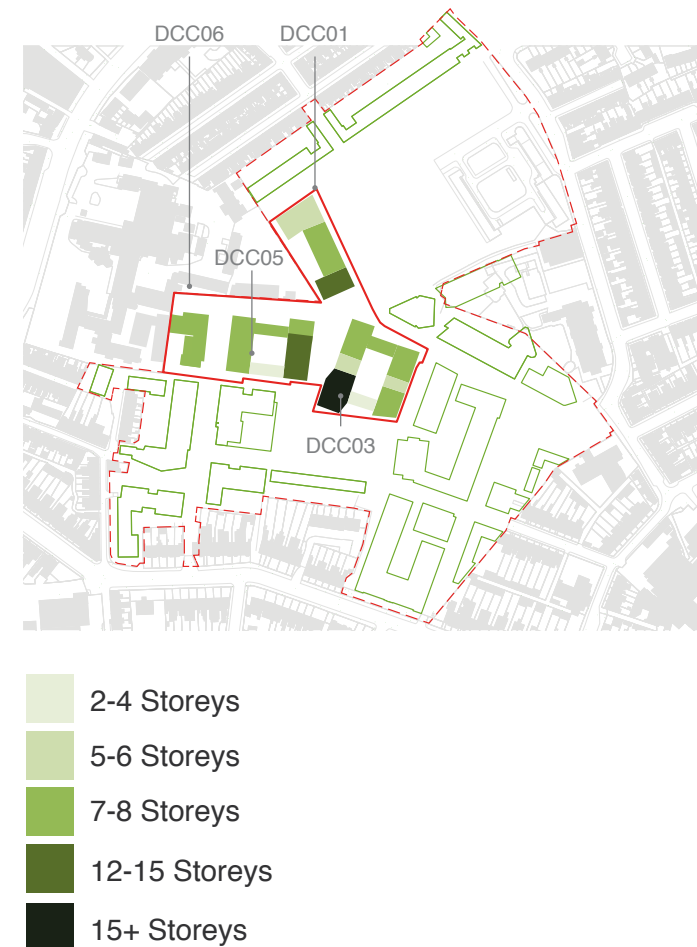 DCC06
DCC01
DCC05
DCC03
2-4 Storeys
5-6 Storeys
7-8 Storeys
12-15 Storeys
15+ Storeys